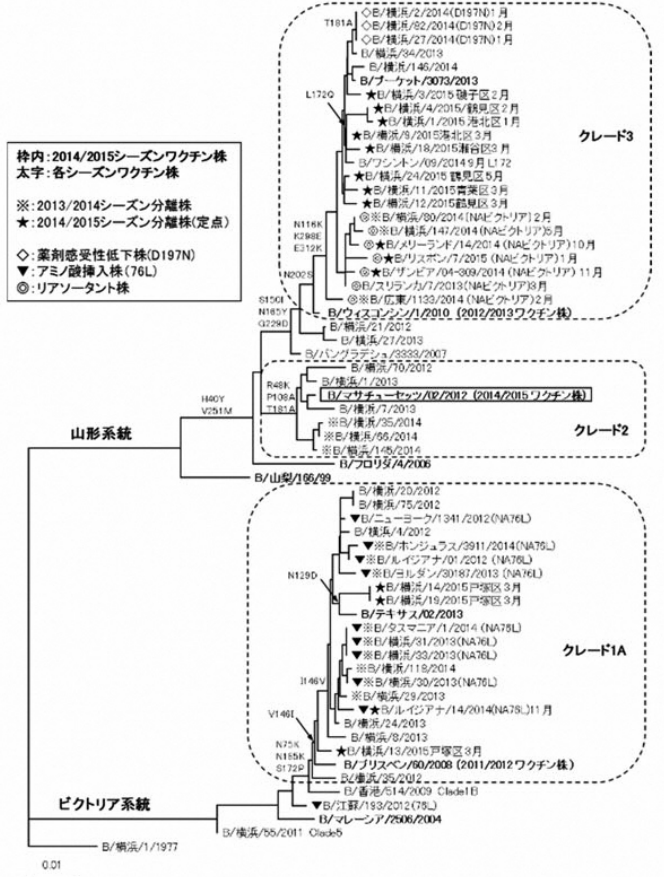 T181A
◇B/横浜/2/2014(D197N)1月
◇B/横浜/82/2014(D197N)2月
◇B/横浜/27/2014(D197N)1月
B/横浜/34/2013
B/横浜/146/2014
B/プーケット/3073/2013
L172Q
★B/横浜/3/2015 磯子区2月
★B/横浜/4/2015/鶴見区2月
★B/横浜/1/2015 港北区1月
★B/横浜/9/2015港北区3月
★B/横浜/18/2015瀬谷区3月
B/ワシントン/09/2014 9月 L172
★B/横浜/24/2015 鶴見区5月
★B/横浜/11/2015青葉区3月
★B/横浜/12/2015鶴見区3月
クレード3
枠内:2014/2015シーズンワクチン株
太字:各シーズンワクチン株
※:2013/2014シーズン分離株
★:2014/2015シーズン分離株(定点)
◇:薬剤感受性低下株(D197N)
▼:アミノ酸挿入株(76L)
◎:リアソータント株
N116K
K298E
E312K
◎※B/横浜/80/2014(NAビクトリア)2月
◎※B/横浜/147/2014(NAビクトリア)5月
◎★B/メリーランド/14/2014 (NAビクトリア)10月
◎★B/リスボン/7/2015 (NAビクトリア)1月
◎★B/ザンビア/04-309/2014 (NAビクトリア) 11月
◎B/スリランカ/7/2013(NAビクトリア)3月
◎※B/広東/1133/2014 (NAビクトリア)2月
N202S
B/ウィスコンシン/1/2010 (2012/2013ワクチン株)
S150I
N165Y
G229D
B/横浜/21/2012
B/横浜/27/2013
B/バングラデシュ/3333/2007
B/横浜/70/2012
B/横浜/1/2013
R48K
P108A
T181A
B/マサチューセッツ/02/2012 (2014/2015ワクチン株)
B/横浜/7/2013
※B/横浜/35/2014
※B/横浜/66/2014
※B/横浜/145/2014
クレード2
H40Y
V251M
山形系統
B/フロリダ/4/2006
B/山梨/166/99
B/横浜/20/2012
B/横浜/75/2012
▼B/ニューヨーク/1341/2012(NA76L)
B/横浜/4/2012
▼※B/ホンジュラス/3911/2014(NA76L)
▼※B/ルイジアナ/01/2012 (NA76L)
▼※B/ヨルダン/30187/2013 (NA76L)
N129D
★B/横浜/14/2015戸塚区3月
★B/横浜/19/2015戸塚区3月
B/テキサス/02/2013
▼※B/タスマニア/1/2014 (NA76L)
▼※B/横浜/31/2013(NA76L)
▼※B/横浜/33/2013(NA76L)
※B/横浜/118/2014
▼※B/横浜/30/2013(NA76L)
※B/横浜/29/2013
▼★B/ルイジアナ/14/2014(NA76L)11月
クレード1A
I146V
B/横浜/24/2013
V146I
B/横浜/8/2013
N75K
N165K
S172P
★B/横浜/13/2015戸塚区3月
B/ブリスベン/60/2008 (2011/2012ワクチン株)
B/横浜/35/2012
B/香港/514/2009 Clade1B
ビクトリア系統
▼B/江蘇/193/2012(76L)
B/マレーシア/2506/2004
B/横浜/55/2011 Clade5
B/横浜/1/1977
0.01